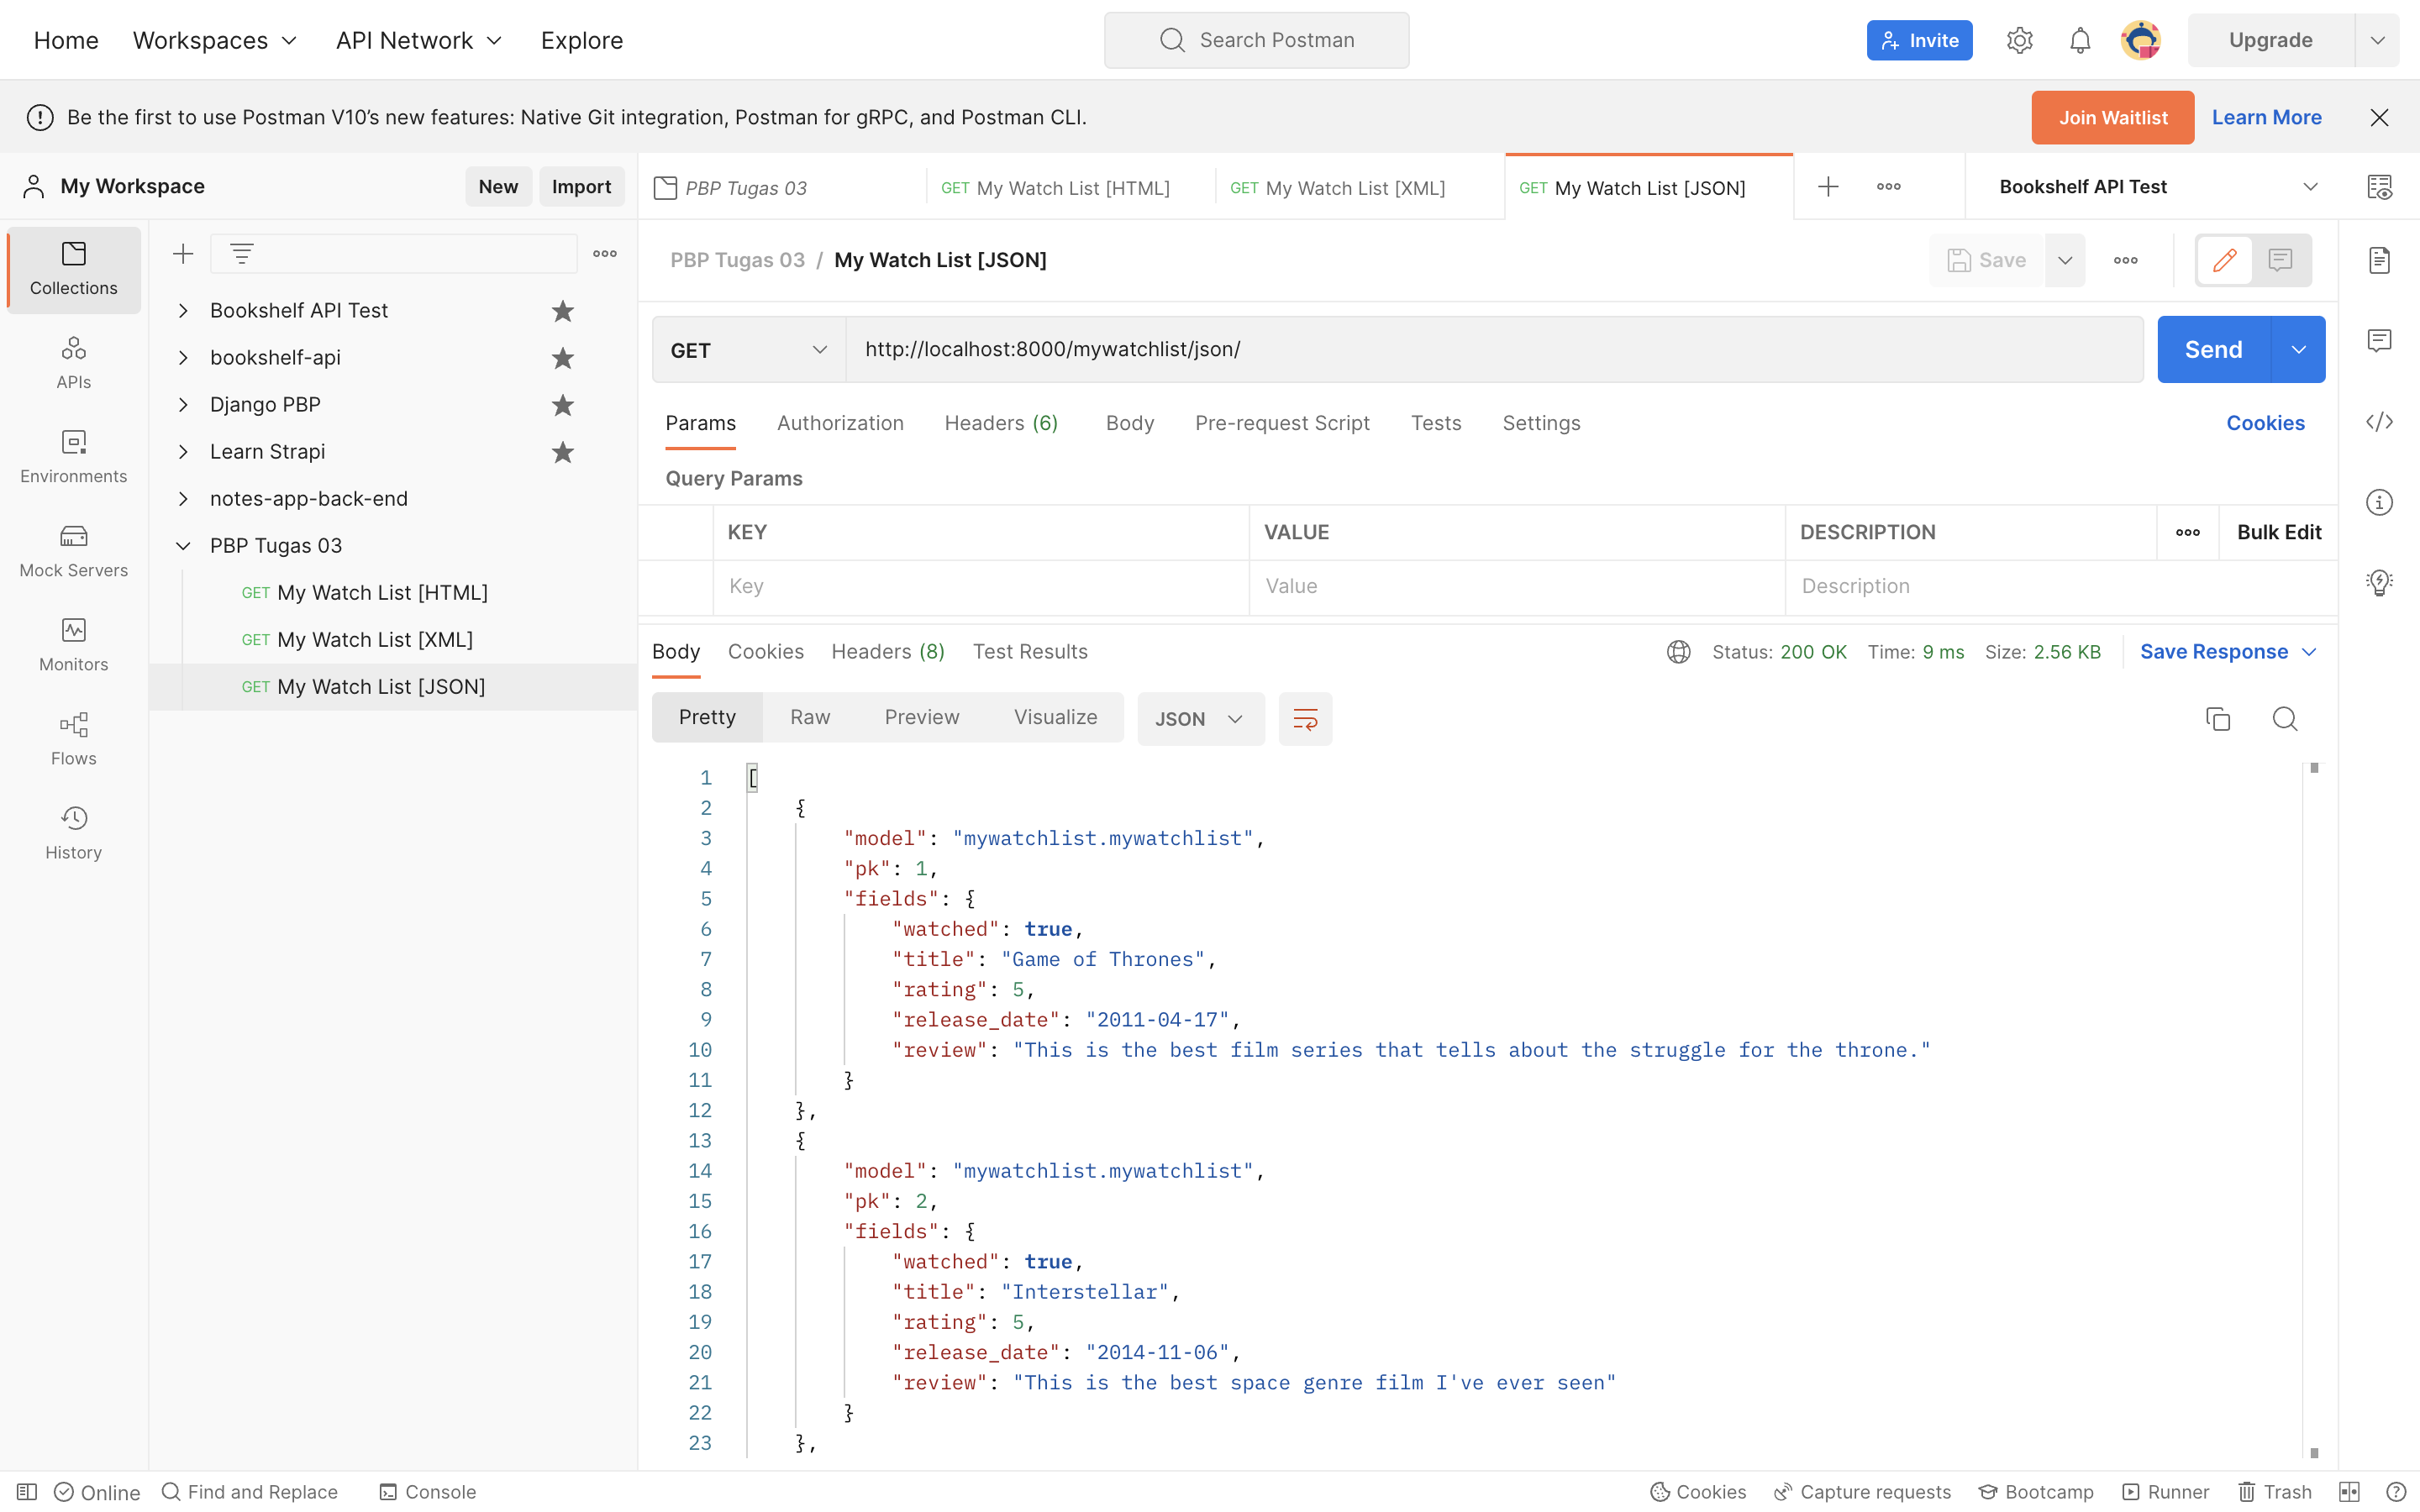 Home Workspaces API Network Explore Search Postman Invite Upgrade
Be the first to use Postman V10’s new features: Native Git integration, Postman for gRPC, and Postman CLI. Join Waitlist Learn More
My Workspace New Import
PBP Tugas 03 GET My Watch List [HTML] GET My Watch List [XML] GET My Watch List [JSON] Bookshelf API Test
Collections
APIs
Environments
Mock Servers
Monitors
Flows
History
Bookshelf API Test
bookshelf-api
Django PBP
Learn Strapi
notes-app-back-end
PBP Tugas 03
GET My Watch List [HTML]
GET My Watch List [XML]
GET My Watch List [JSON]
PBP Tugas 03 / My Watch List [JSON] Save
GET http://localhost:8000/mywatchlist/json/ Send
Params Authorization Headers (6) Body Pre-request Script Tests Settings Cookies
Query Params
KEY VALUE DESCRIPTION Bulk Edit
Key Value Description
Body Cookies Headers (8) Test Results Status: 200 OK Time: 9 ms Size: 2.56 KB Save Response
Pretty Raw Preview Visualize JSON
1 [
2 {
3 "model": "mywatchlist.mywatchlist",
4 "pk": 1,
5 "fields": {
6 "watched": true,
7 "title": "Game of Thrones",
8 "rating": 5,
9 "release_date": "2011-04-17",
10 "review": "This is the best film series that tells about the struggle for the throne."
11 }
12 },
13 {
14 "model": "mywatchlist.mywatchlist",
15 "pk": 2,
16 "fields": {
17 "watched": true,
18 "title": "Interstellar",
19 "rating": 5,
20 "release_date": "2014-11-06",
21 "review": "This is the best space genre film I've ever seen"
22 }
23 },
Online Find and Replace Console Cookies Capture requests Bootcamp Runner Trash